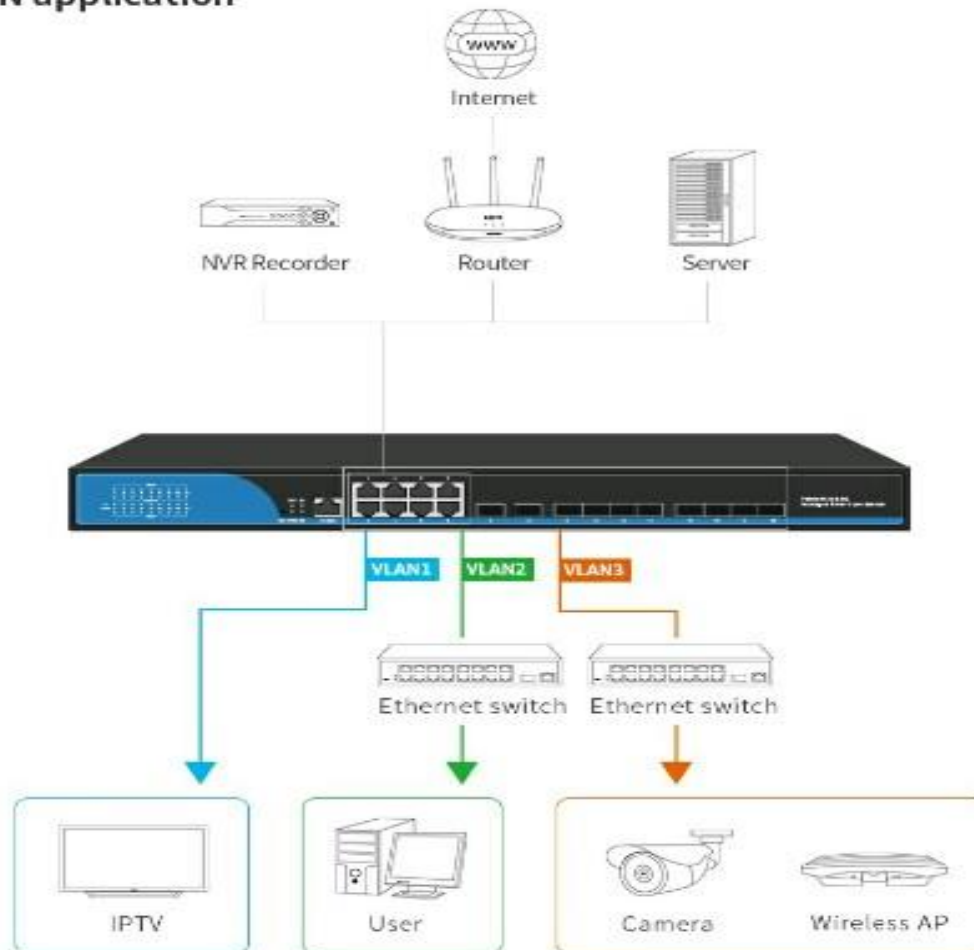 N application
www
Internet
NVR Recorder
Router
Server
VLAN1
VLAN2
VLAN3
Ethernet switch
Ethernet switch
IPTV
User
Camera
Wireless AP